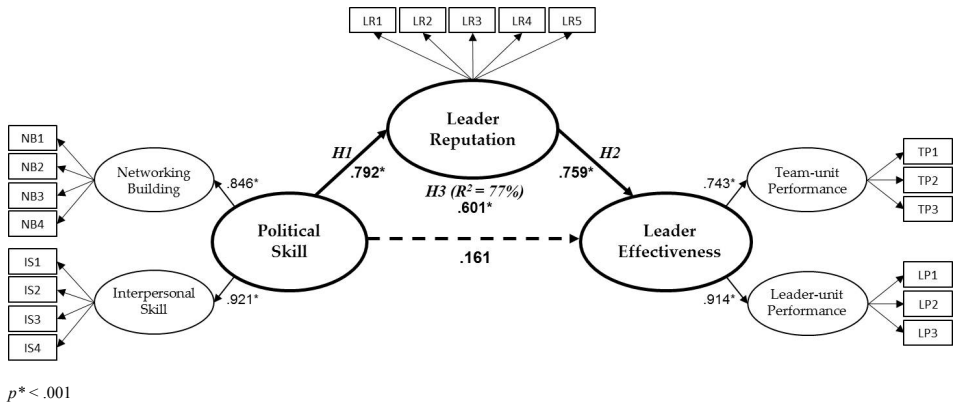 LR1 LR2 LR3 LR4 LR5
Leader
Reputation
H1
.792*
H2
.759*
H3 (R² = 77%)
.601*
NB1
NB2
NB3
NB4
Networking
Building
.846*
Political
Skill
.161
Leader
Effectiveness
.743*
Team-unit
Performance
TP1
TP2
TP3
IS1
IS2
IS3
IS4
Interpersonal
Skill
.921*
.914*
Leader-unit
Performance
LP1
LP2
LP3
p* < .001